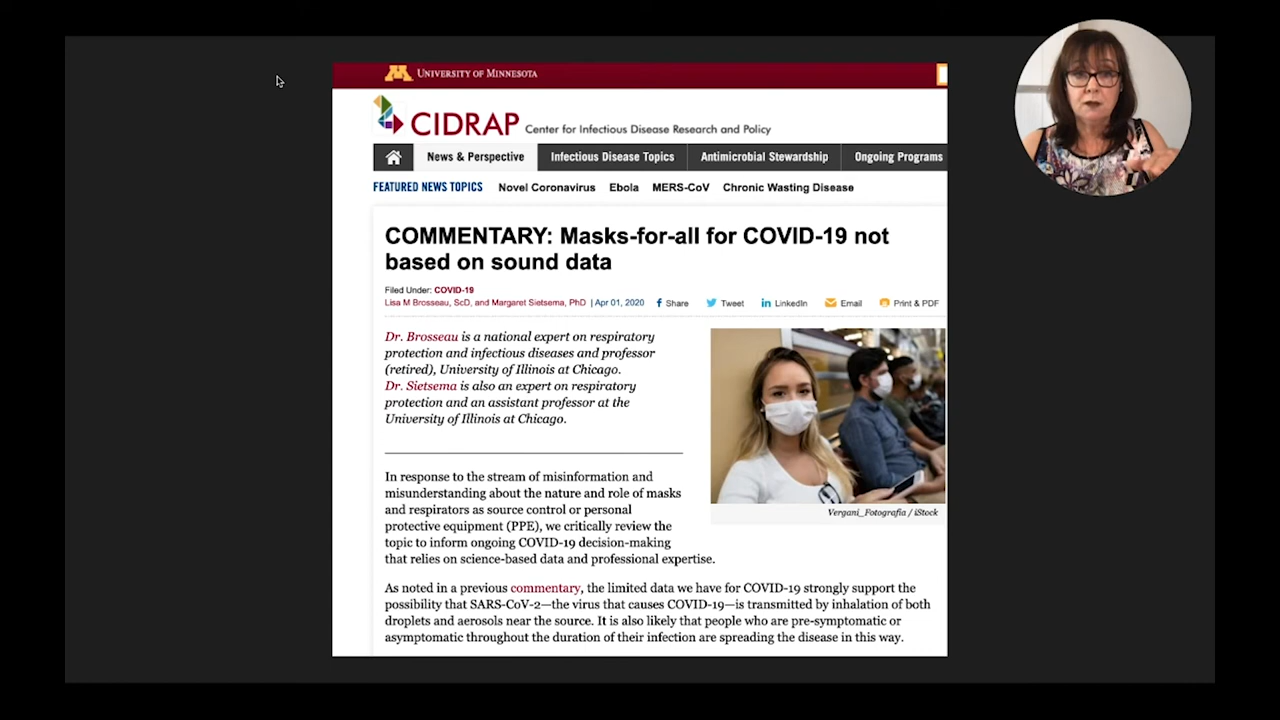 UNIVERSITY OF MINNESOTA
CIDRAP Center for Infectious Disease Research and Policy
News & Perspective Infectious Disease Topics Antimicrobial Stewardship Ongoing Programs
FEATURED NEWS TOPICS Novel Coronavirus Ebola MERS-CoV Chronic Wasting Disease
COMMENTARY: Masks-for-all for COVID-19 not
based on sound data
Filed Under: COVID-19
Lisa M Brosseau, ScD, and Margaret Sietsema, PhD | Apr 01, 2020 Share Tweet LinkedIn Email Print & PDF
Dr. Brosseau is a national expert on respiratory
protection and infectious diseases and professor
(retired), University of Illinois at Chicago.
Dr. Sietsema is also an expert on respiratory
protection and an assistant professor at the
University of Illinois at Chicago.
Vergani_Fotografia / iStock
In response to the stream of misinformation and
misunderstanding about the nature and role of masks
and respirators as source control or personal
protective equipment (PPE), we critically review the
topic to inform ongoing COVID-19 decision-making
that relies on science-based data and professional expertise.
As noted in a previous commentary, the limited data we have for COVID-19 strongly support the
possibility that SARS-CoV-2—the virus that causes COVID-19—is transmitted by inhalation of both
droplets and aerosols near the source. It is also likely that people who are pre-symptomatic or
asymptomatic throughout the duration of their infection are spreading the disease in this way.